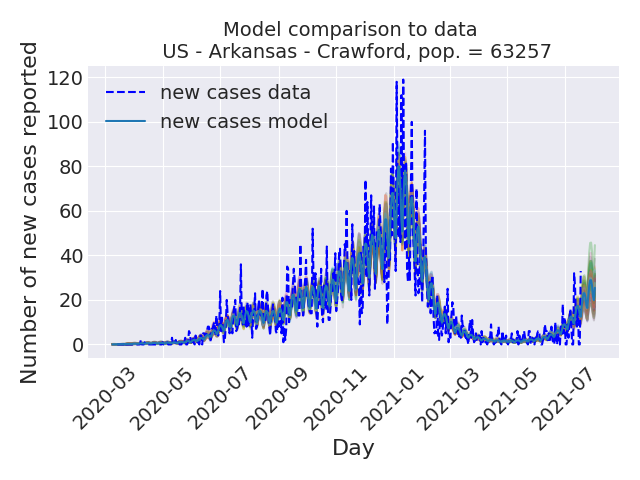 Model comparison to data
US - Arkansas - Crawford, pop. = 63257
Number of new cases reported
120
100
80
60
40
20
0
new cases data
new cases model
2020-03
2020-05
2020-07
2020-09
2020-11
2021-01
2021-03
2021-05
2021-07
Day